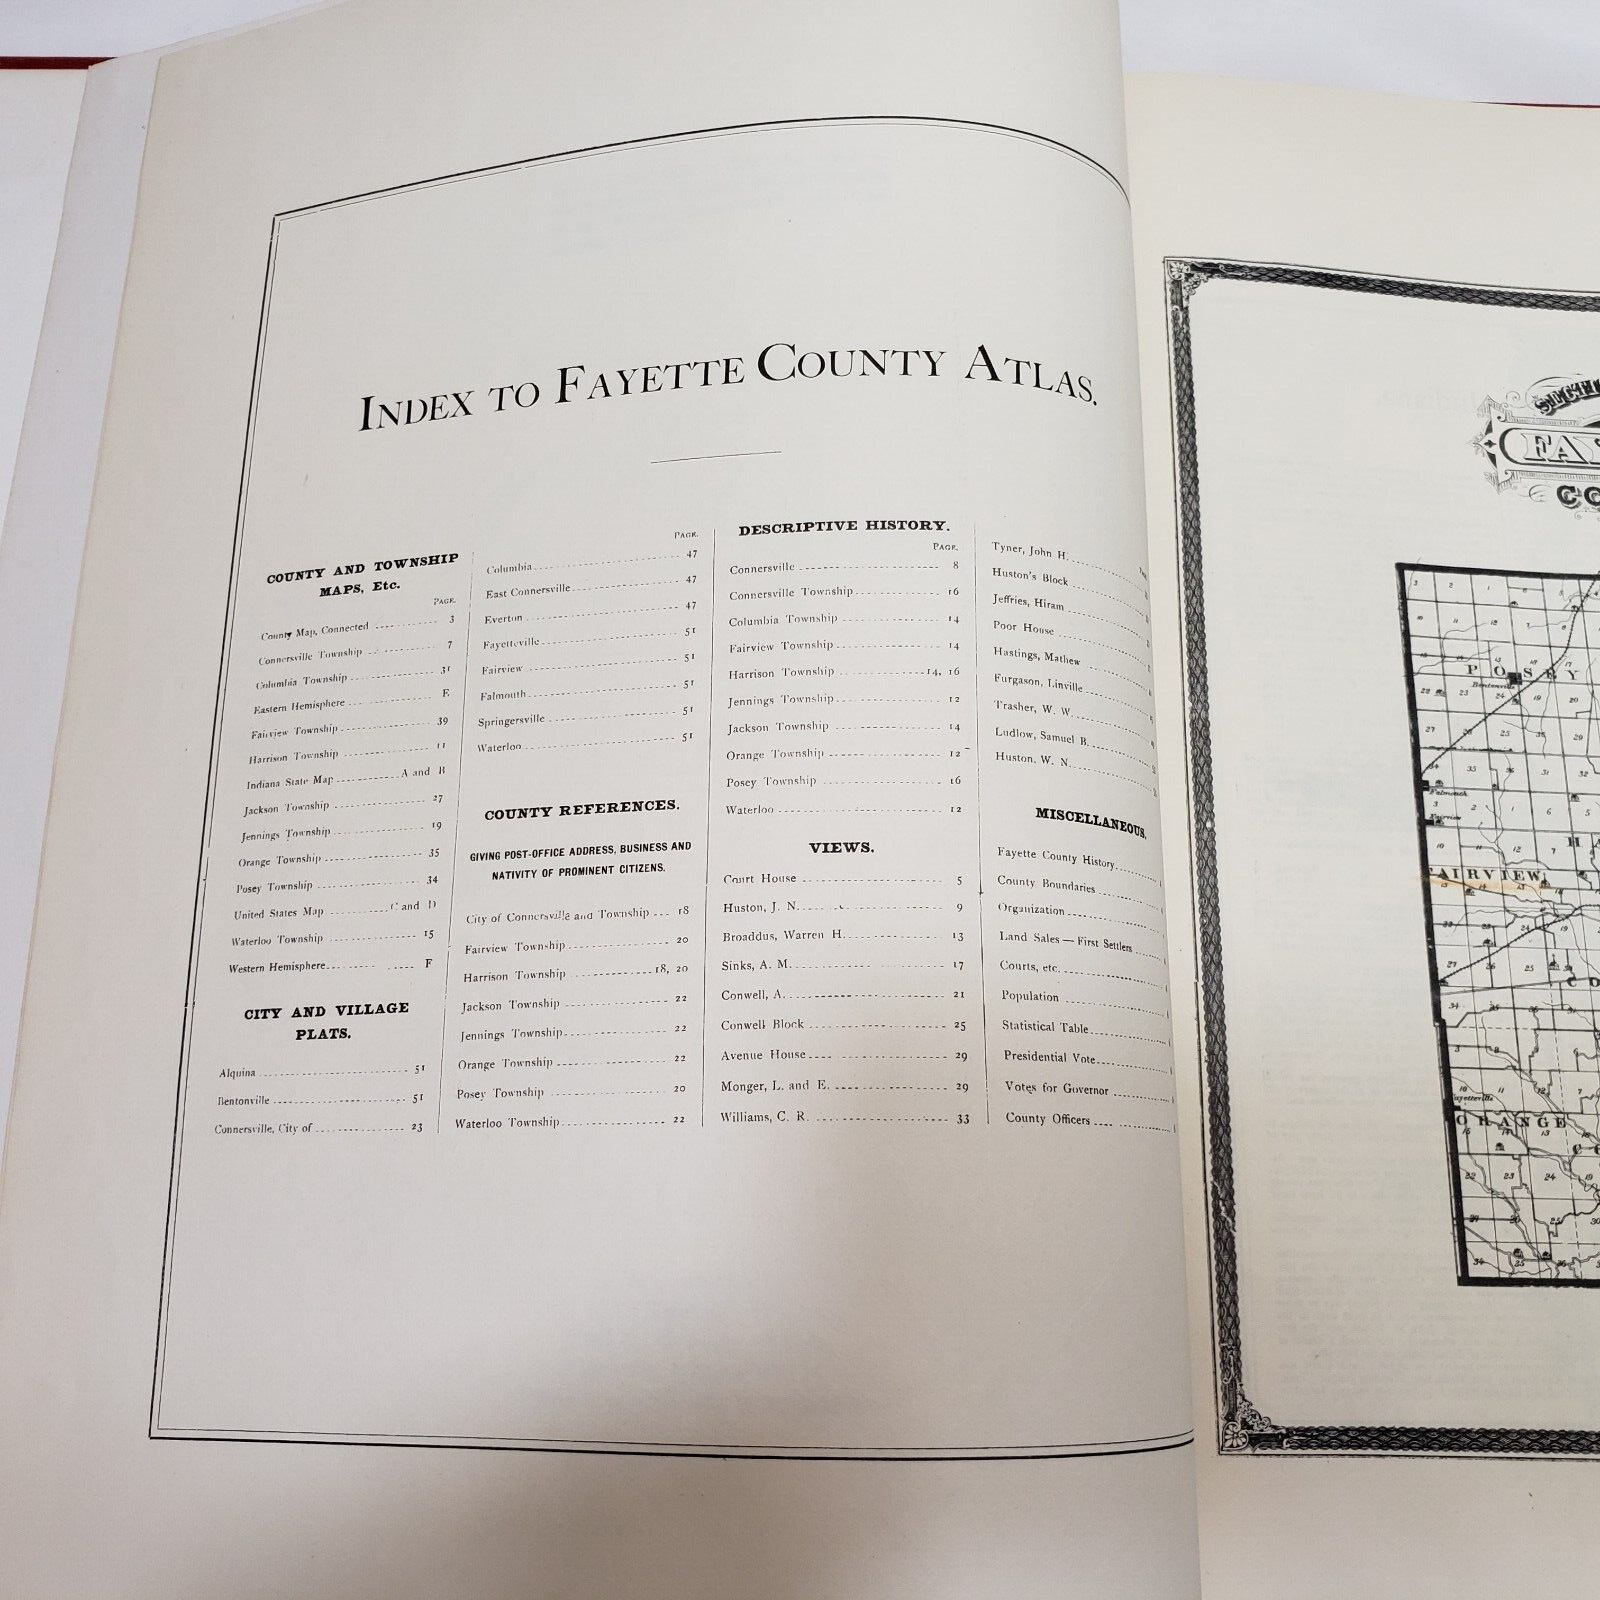 INDEX TO FAYETTE COUNTY ATLAS.
COUNTY AND TOWNSHIP
MAPS, Etc.
PAGE.
County Map, Connected 3
Connersville Township 7
Columbia Township 31
Eastern Hemisphere E
Fairview Township 39
Harrison Township 11
Indiana State Map A and B
Jackson Township 27
Jennings Township 19
Orange Township 35
Posey Township 34
United States Map C and D
Waterloo Township 15
Western Hemisphere F
CITY AND VILLAGE
PLATS.
Alquina 51
Bentonville 51
Connersville, City of 23
PAGE.
Columbia 47
East Connersville 47
Everton 47
Fayetteville 51
Fairview 51
Falmouth 51
Springersville 51
Waterloo 51
COUNTY REFERENCES.
GIVING POST-OFFICE ADDRESS, BUSINESS AND
NATIVITY OF PROMINENT CITIZENS.
City of Connersville and Township 18
Fairview Township 20
Harrison Township 18, 20
Jackson Township 22
Jennings Township 22
Orange Township 22
Posey Township 20
Waterloo Township 22
DESCRIPTIVE HISTORY.
PAGE.
Connersville 8
Connersville Township 16
Columbia Township 14
Fairview Township 14
Harrison Township 14, 16
Jennings Township 12
Jackson Township 14
Orange Township 12
Posey Township 16
Waterloo 12
VIEWS.
Court House 5
Huston, J. N. 9
Broaddus, Warren H. 13
Sinks, A. M. 17
Conwell, A. 21
Conwell Block 25
Avenue House 29
Monger, L. and E. 29
Williams, C. R. 33
Tyner, John H.
Huston's Block
Jeffries, Hiram
Poor House
Hastings, Mathew
Furgason, Linville
Trasher, W. W.
Ludlow, Samuel B.
Huston, W. N.
MISCELLANEOUS.
Fayette County History
County Boundaries
Organization
Land Sales—First Settlers
Courts, etc.
Population
Statistical Table
Presidential Vote
Votes for Governor
County Officers
FAY
CO
POSEY
Bentonville
Falmouth
Fairview
FAIRVIEW
Fayetteville
ORANGE